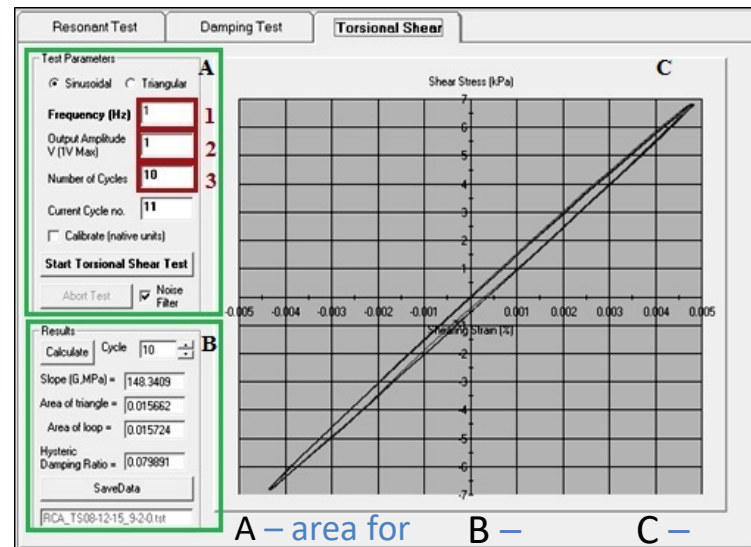 Resonant Test Damping Test Torsional Shear
Test Parameters A
Sinusoidal Triangular
Frequency (Hz) 1 1
Output Amplitude
V (1V Max) 1 2
Number of Cycles 10 3
Current Cycle no. 11
Calibrate (native units)
Start Torsional Shear Test
Abort Test Noise
Filter
Results B
Calculate Cycle 10
Slope (G,MPa) = 148.3409
Area of triangle = 0.015662
Area of loop = 0.015724
Hysteric
Damping Ratio = 0.079891
SaveData
RCA_TS08-12-15_9-2-0.txt
C
Shear Stress (kPa)
7
6
5
4
3
2
1
-0.005 -0.004 -0.003 -0.002 -0.001 0.001 0.002 0.003 0.004 0.005
Shearing Strain (%)
-2
-3
-4
-5
-6
-7
A – area for B – C –